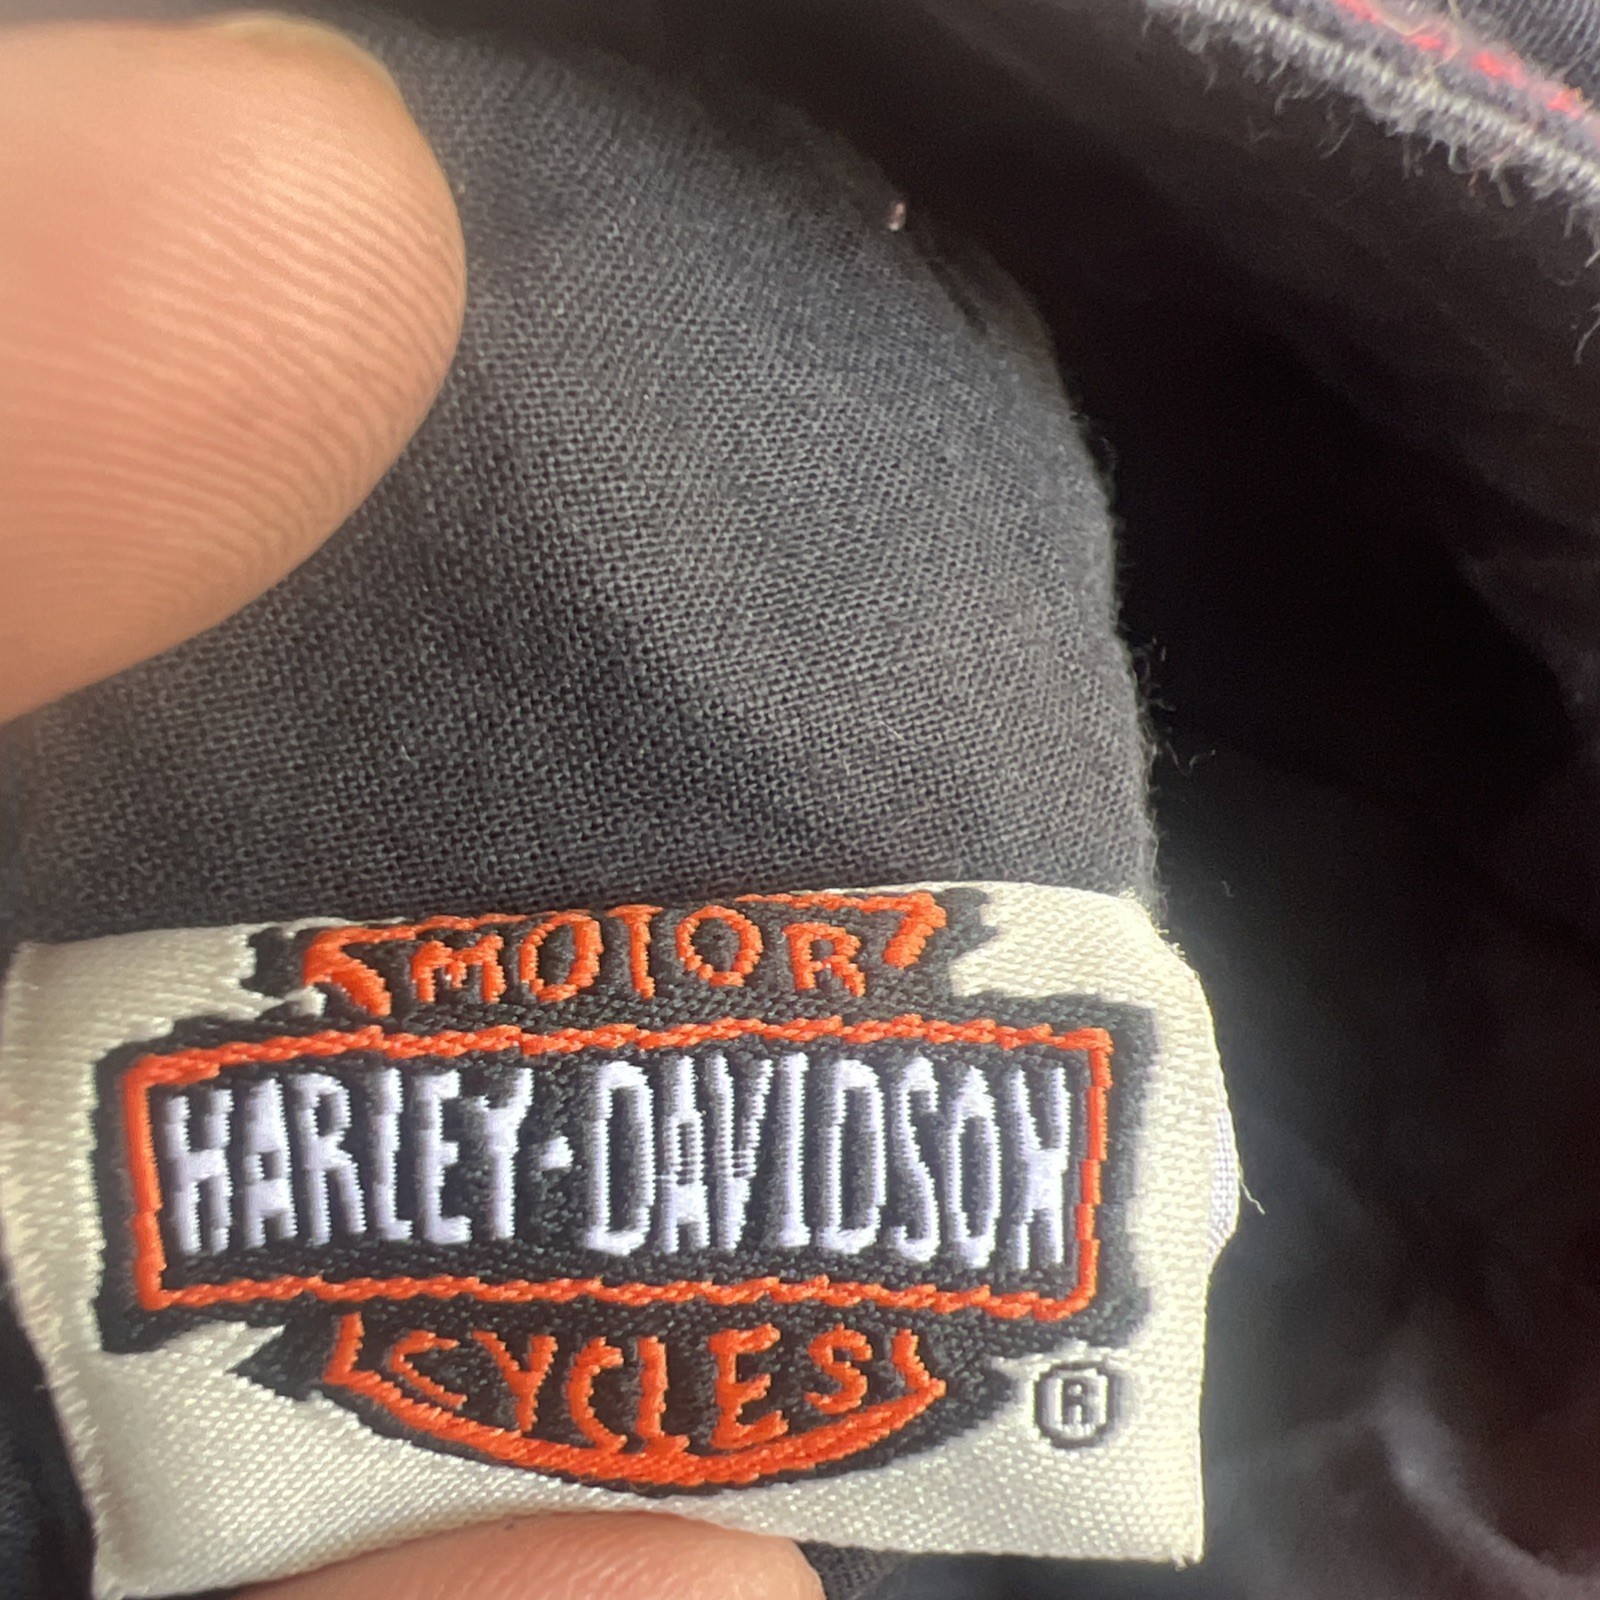 MOTOR
HARLEY-DAVIDSON
CYCLES
®